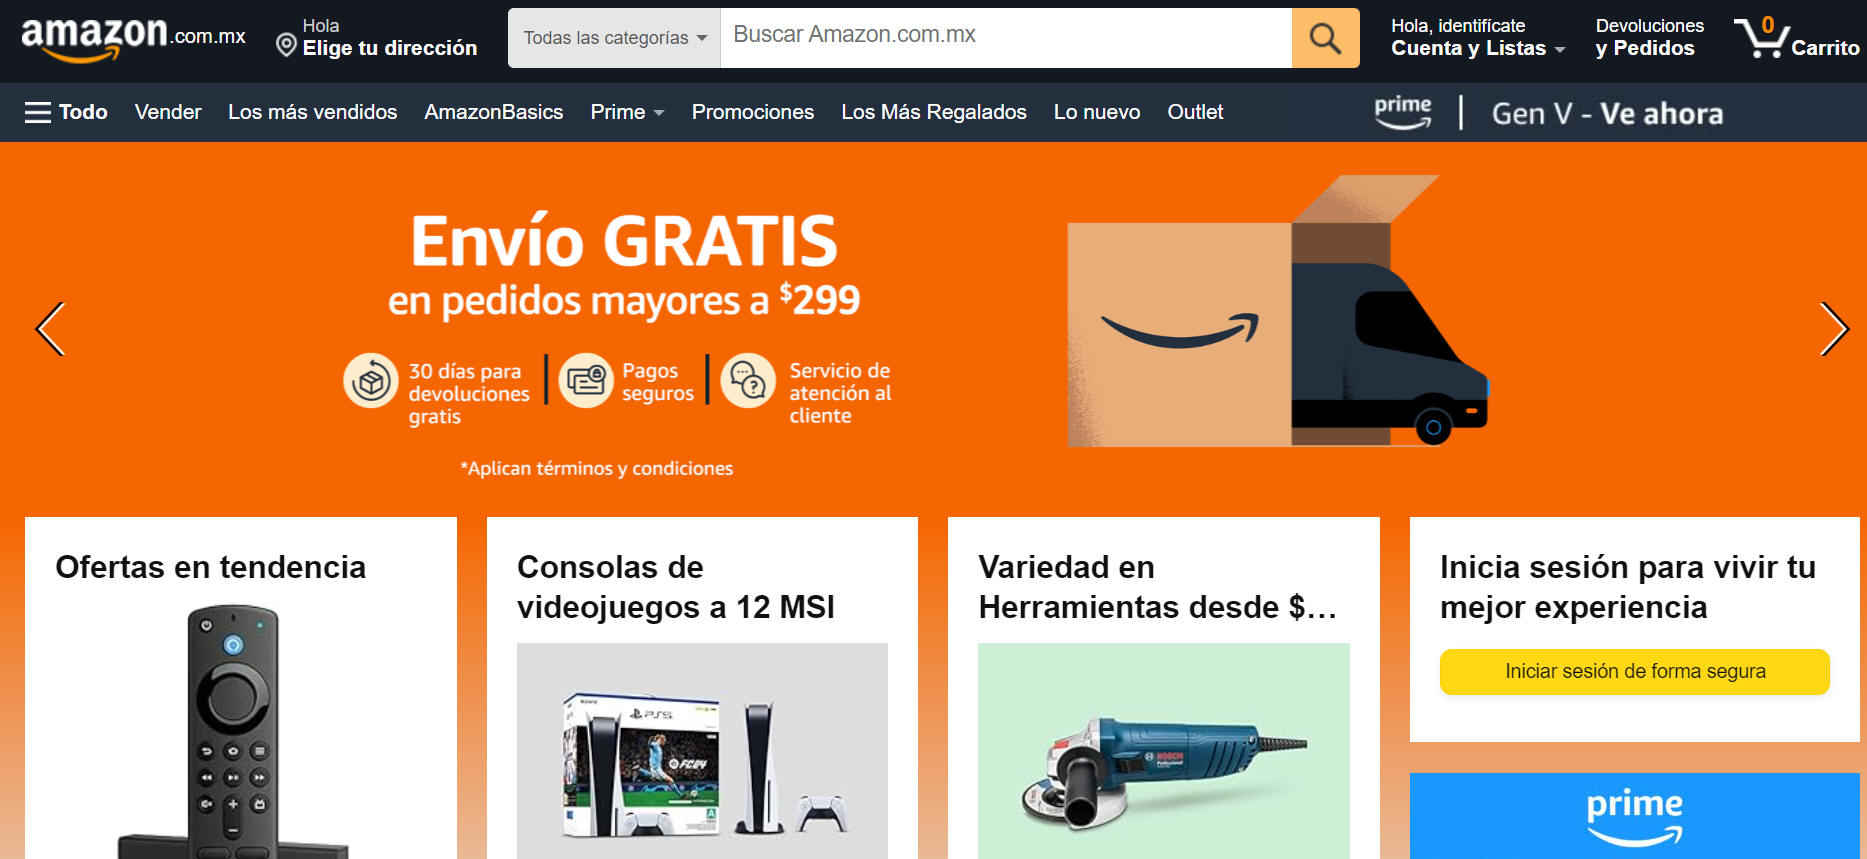 amazon.com.mx
Hola
Elige tu dirección
Todas las categorías
Buscar Amazon.com.mx
Hola, identifícate
Cuenta y Listas
Devoluciones
y Pedidos
0
Carrito
Todo
Vender
Los más vendidos
AmazonBasics
Prime
Promociones
Los Más Regalados
Lo nuevo
Outlet
prime
Gen V - Ve ahora
Envío GRATIS
en pedidos mayores a $299
30 días para
devoluciones
gratis
Pagos
seguros
Servicio de
atención al
cliente
*Aplican términos y condiciones
Ofertas en tendencia
Consolas de
videojuegos a 12 MSI
SONY
PS5
FC24
Variedad en
Herramientas desde $...
BOSCH
Professional
Inicia sesión para vivir tu
mejor experiencia
Iniciar sesión de forma segura
prime